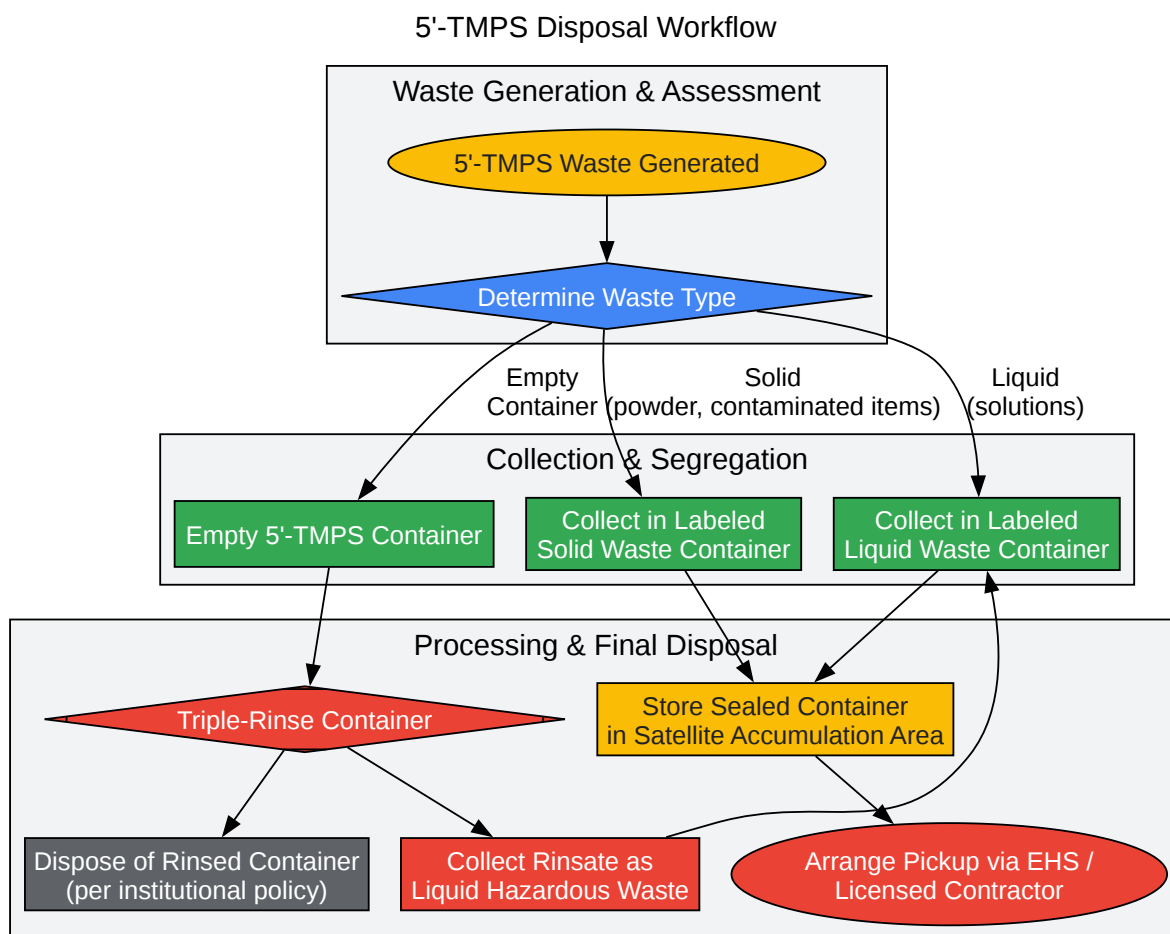 5'-TMPS Disposal Workflow
Waste Generation & Assessment
5'-TMPS Waste Generated
Determine Waste Type
Empty
Container
Solid
(powder, contaminated items)
Liquid
(solutions)
Collection & Segregation
Empty 5'-TMPS Container
Collect in Labeled
Solid Waste Container
Collect in Labeled
Liquid Waste Container
Processing & Final Disposal
Triple-Rinse Container
Store Sealed Container
in Satellite Accumulation Area
Dispose of Rinsed Container
(per institutional policy)
Collect Rinsate as
Liquid Hazardous Waste
Arrange Pickup via EHS /
Licensed Contractor